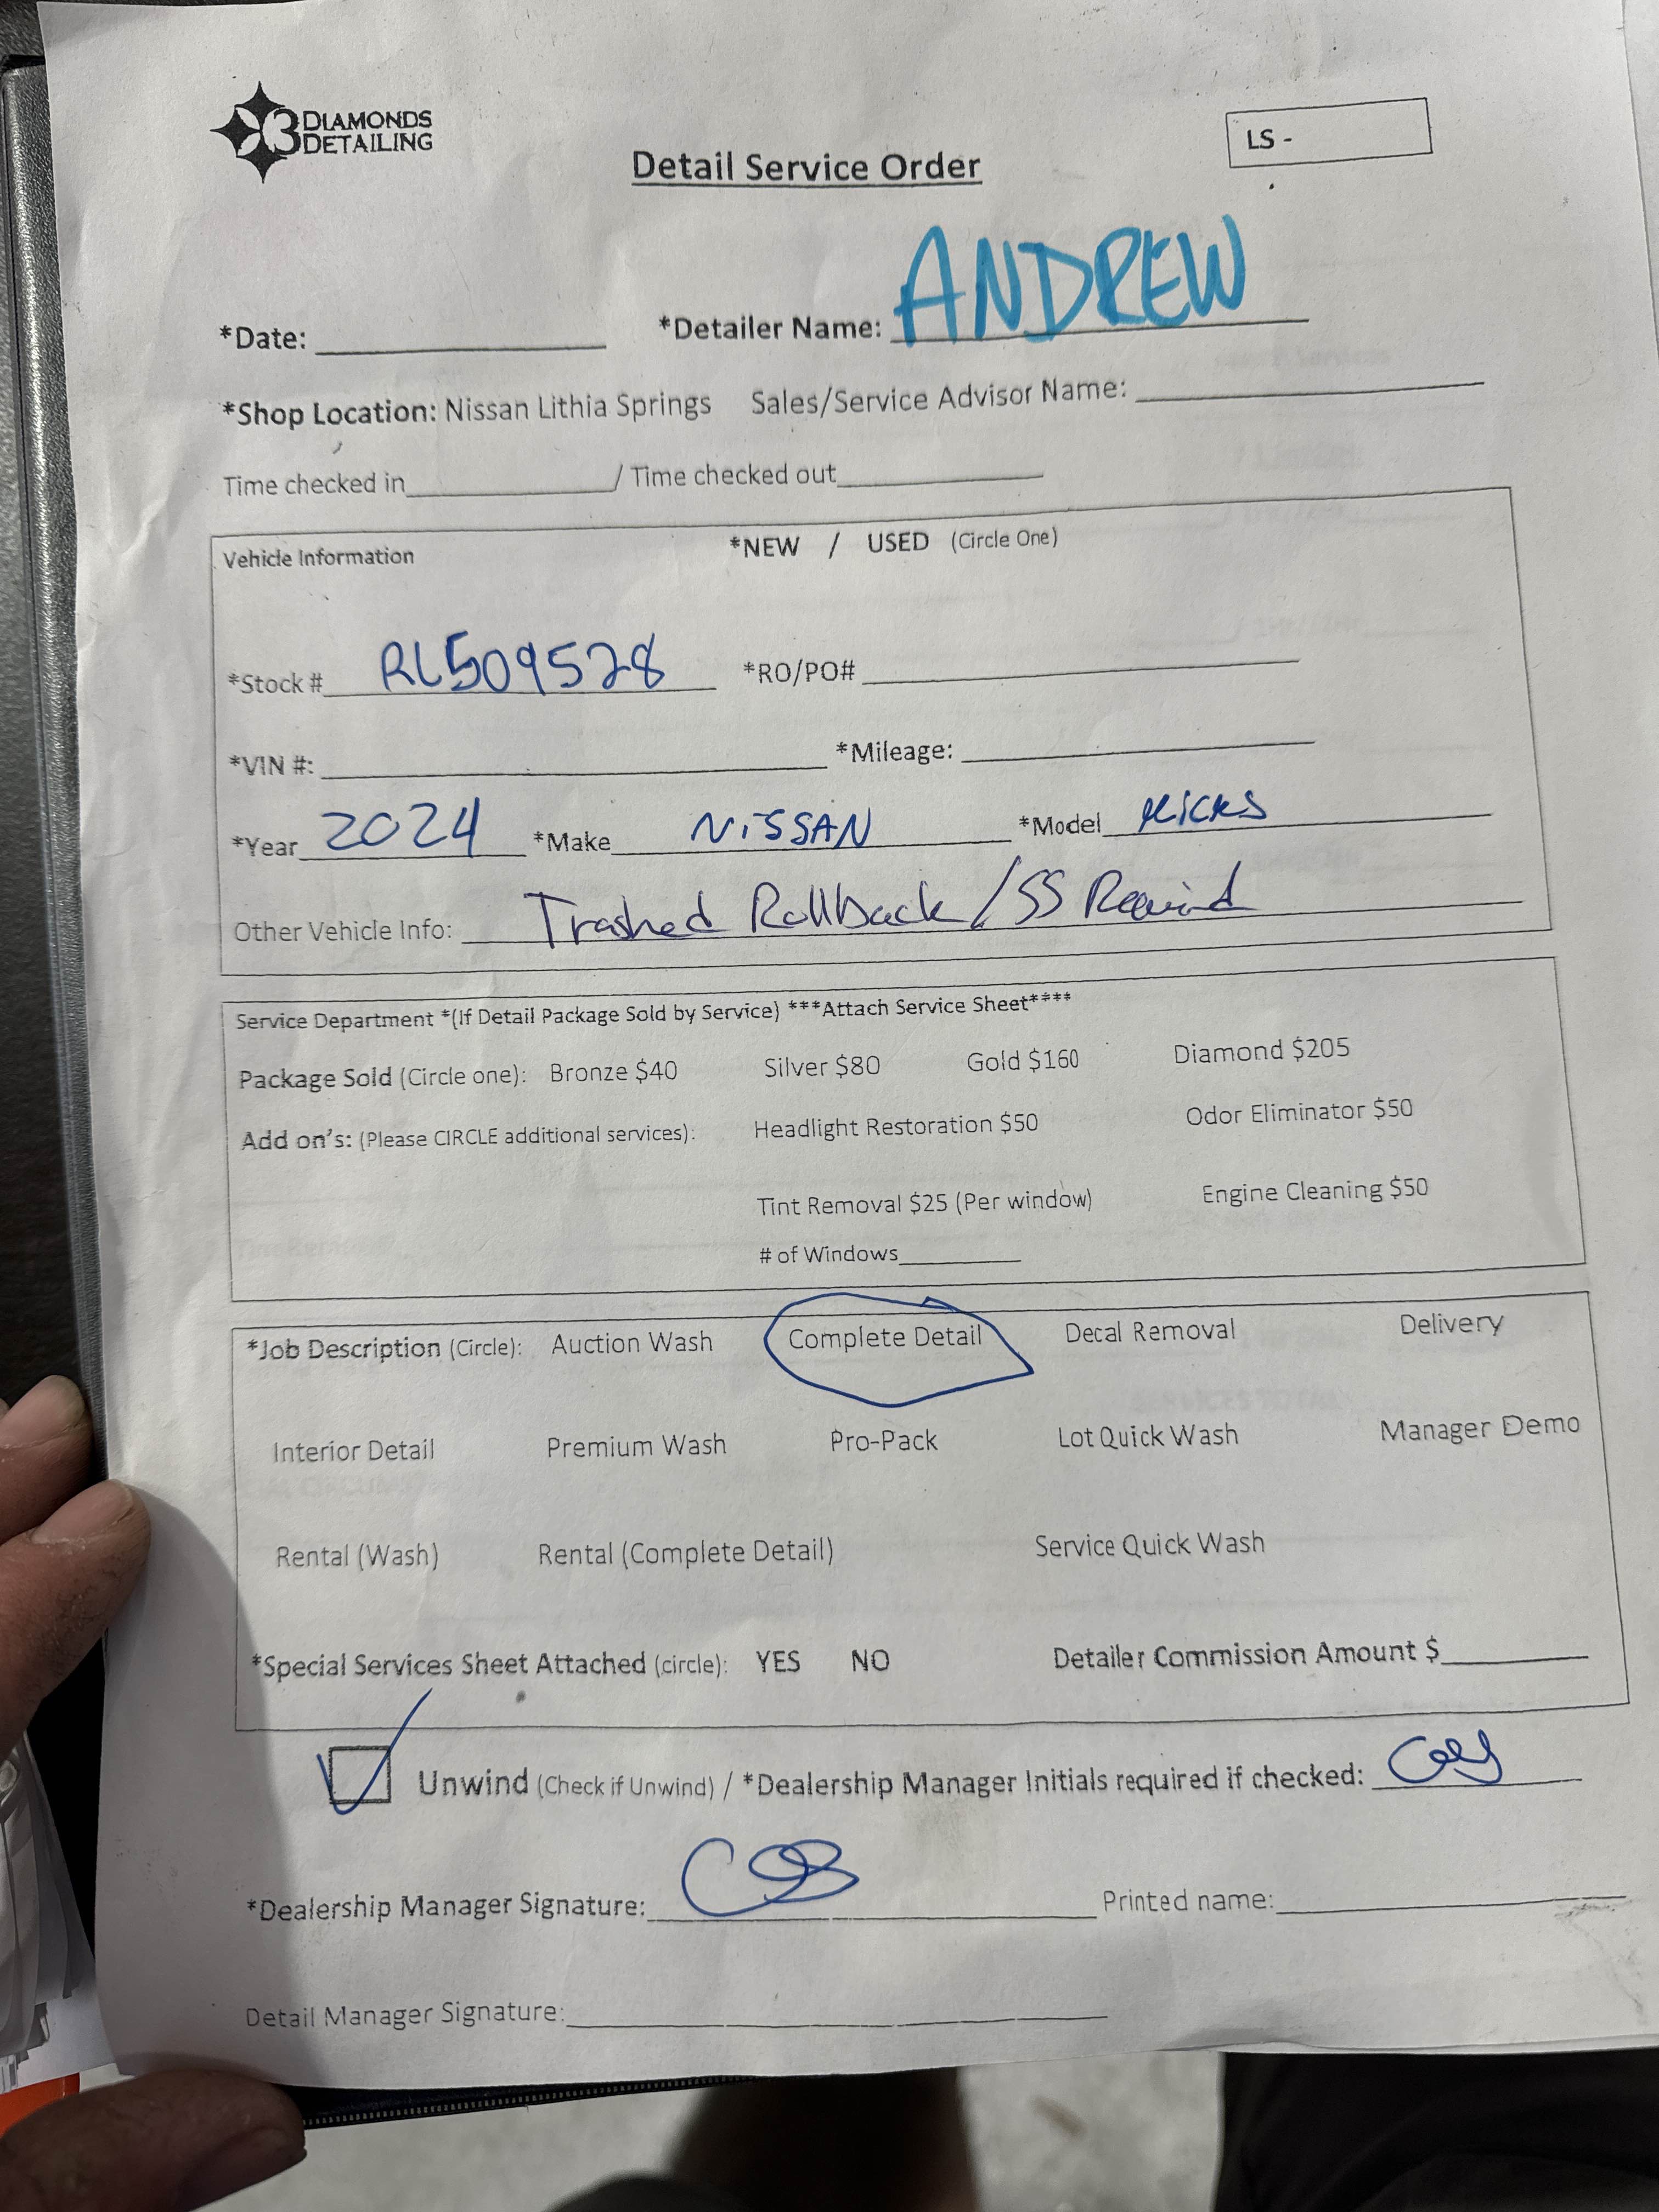 3 DIAMONDS
DETAILING
LS -
Detail Service Order
*Date: *Detailer Name: ANDREW
*Shop Location: Nissan Lithia Springs Sales/Service Advisor Name:
Time checked in / Time checked out
Vehicle Information *NEW / USED (Circle One)
*Stock # RL509528 *RO/PO#
*VIN #: *Mileage:
*Year 2024 *Make NISSAN *Model KICKS
Other Vehicle Info: Trashed Rollback/SS
Service Department *(If Detail Package Sold by Service) ***Attach Service Sheet****
Package Sold (Circle one): Bronze $40 Silver $80 Gold $160 Diamond $205
Add on's: (Please CIRCLE additional services): Headlight Restoration $50 Odor Eliminator $50
Tint Removal $25 (Per window) Engine Cleaning $50
# of Windows
*Job Description (Circle): Auction Wash Complete Detail Decal Removal Delivery
Interior Detail Premium Wash Pro-Pack Lot Quick Wash Manager Demo
Rental (Wash) Rental (Complete Detail) Service Quick Wash
*Special Services Sheet Attached (circle): YES NO Detailer Commission Amount $
Unwind (Check if Unwind) / *Dealership Manager Initials required if checked:
*Dealership Manager Signature: Printed name:
Detail Manager Signature: